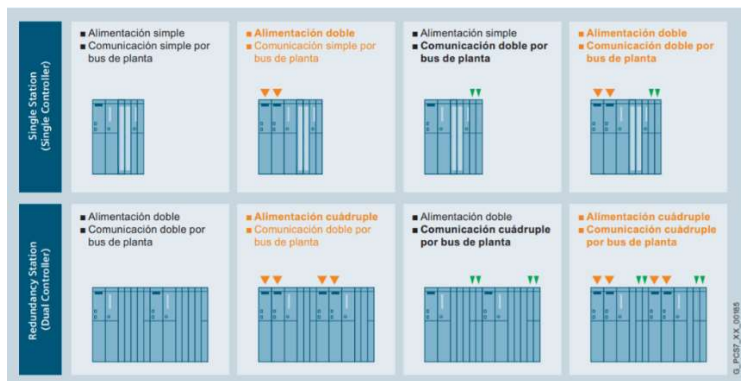 Single Station
(Single Controller)
■ Alimentación simple
■ Comunicación simple por
bus de planta
■ Alimentación doble
■ Comunicación simple por
bus de planta
■ Alimentación simple
■ Comunicación doble por
bus de planta
■ Alimentación doble
■ Comunicación doble por
bus de planta
Redundancy Station
(Dual Controller)
■ Alimentación doble
■ Comunicación doble por
bus de planta
■ Alimentación cuádruple
■ Comunicación doble por
bus de planta
■ Alimentación doble
■ Comunicación cuádruple
por bus de planta
■ Alimentación cuádruple
■ Comunicación cuádruple
por bus de planta
G_PCS7_XX_00165